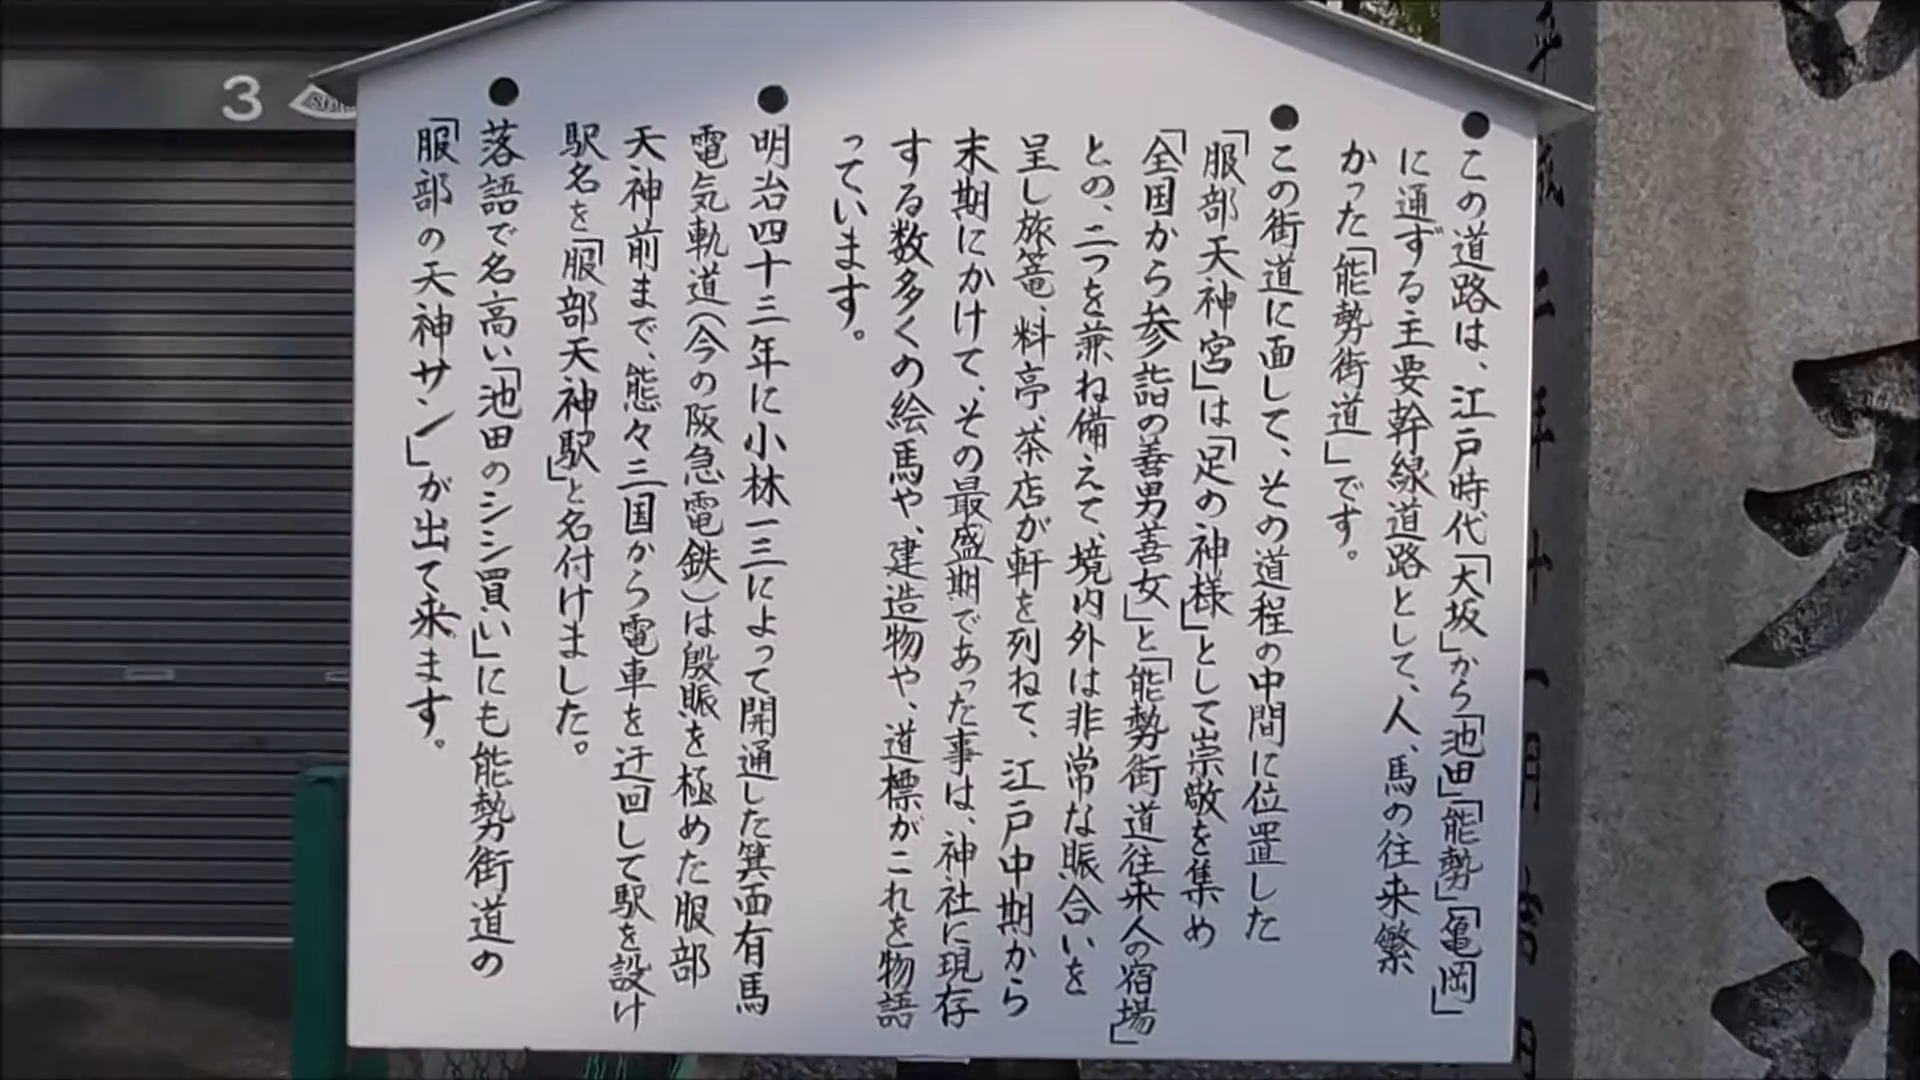 ●この道路は、江戸時代「大坂」から「池田」「能勢」「亀岡」
に通ずる主要幹線道路として、人、馬の往来繁
かった「能勢街道」です。
●この街道に面して、その道程の中間に位置した
「服部天神宮」は「足の神様」として崇敬を集め
「全国から参詣の善男善女」と「能勢街道往来人の宿場」
との、二つを兼ね備えて、境内外は非常な賑合いを
呈し旅篭、料亭、茶店が軒を列ねて、江戸中期から
末期にかけて、その最盛期であった事は、神社に現存
する数多くの絵馬や、建造物や、道標がこれを物語
っています。
●明治四十三年に小林一三によって開通した箕面有馬
電気軌道(今の阪急電鉄)は殷賑を極めた服部
天神前まで、態々三国から電車を迂回して駅を設け
駅名を「服部天神駅」と名付けました。
●落語で名高い「池田のシシ買い」にも能勢街道の
「服部の天神サン」が出て来ます。
3